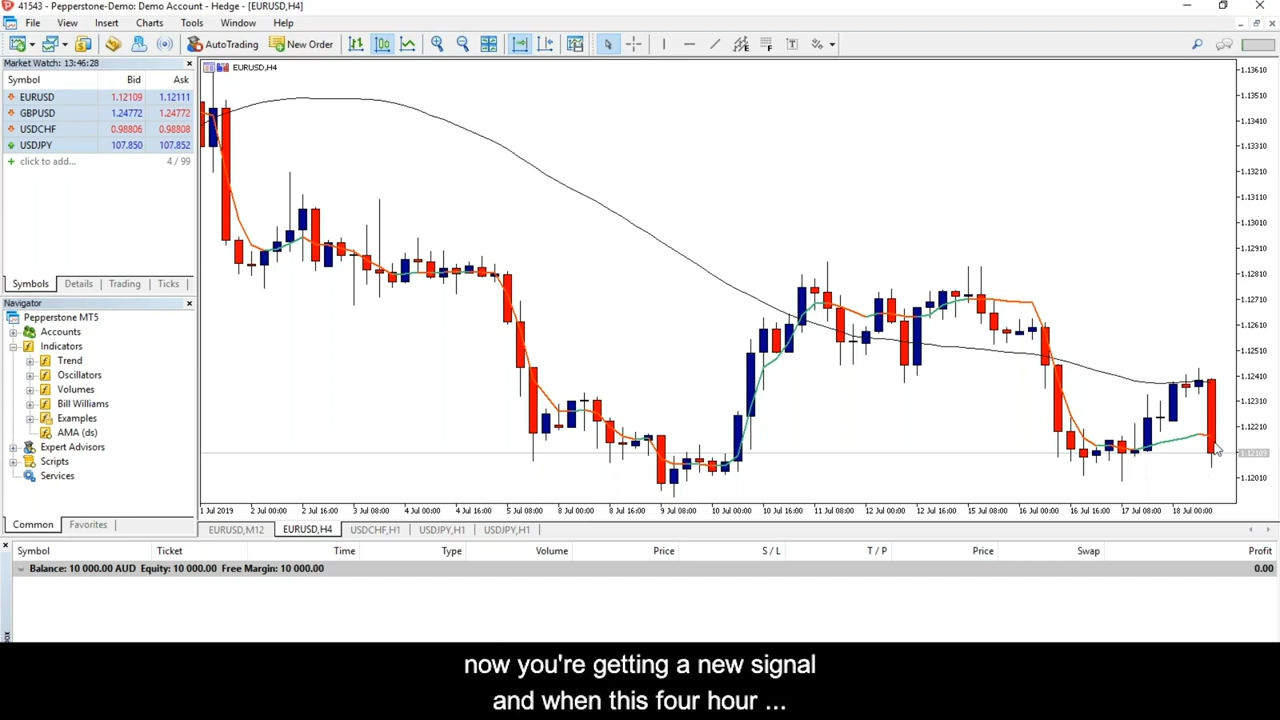 41543 - Pepperstone-Demo: Demo Account - Hedge - [EURUSD,H4]
File View Insert Charts Tools Window Help
AutoTrading New Order
Market Watch: 13:46:28
Symbol Bid Ask
EURUSD 1.12109 1.12111
GBPUSD 1.24772 1.24772
USDCHF 0.98806 0.98808
USDJPY 107.850 107.852
click to add... 4 / 99
Symbols Details Trading Ticks
Navigator
Pepperstone MT5
Accounts
Indicators
Trend
Oscillators
Volumes
Bill Williams
Examples
AMA (ds)
Expert Advisors
Scripts
Services
Common Favorites
EURUSD,H4
1.13610
1.13510
1.13410
1.13310
1.13210
1.13110
1.13010
1.12910
1.12810
1.12710
1.12610
1.12510
1.12410
1.12310
1.12210
1.12109
1.12010
1 Jul 2019 2 Jul 00:00 2 Jul 16:00 3 Jul 08:00 4 Jul 00:00 4 Jul 16:00 5 Jul 08:00 8 Jul 00:00 8 Jul 16:00 9 Jul 08:00 10 Jul 00:00 10 Jul 16:00 11 Jul 08:00 12 Jul 00:00 12 Jul 16:00 15 Jul 08:00 16 Jul 00:00 16 Jul 16:00 17 Jul 08:00 18 Jul 00:00
EURUSD,M12 EURUSD,H4 USDCHF,H1 USDJPY,H1 USDJPY,H1
Symbol Ticket Time Type Volume Price S / L T / P Price Swap Profit
Balance: 10 000.00 AUD Equity: 10 000.00 Free Margin: 10 000.00 0.00
now you're getting a new signal
and when this four hour ...